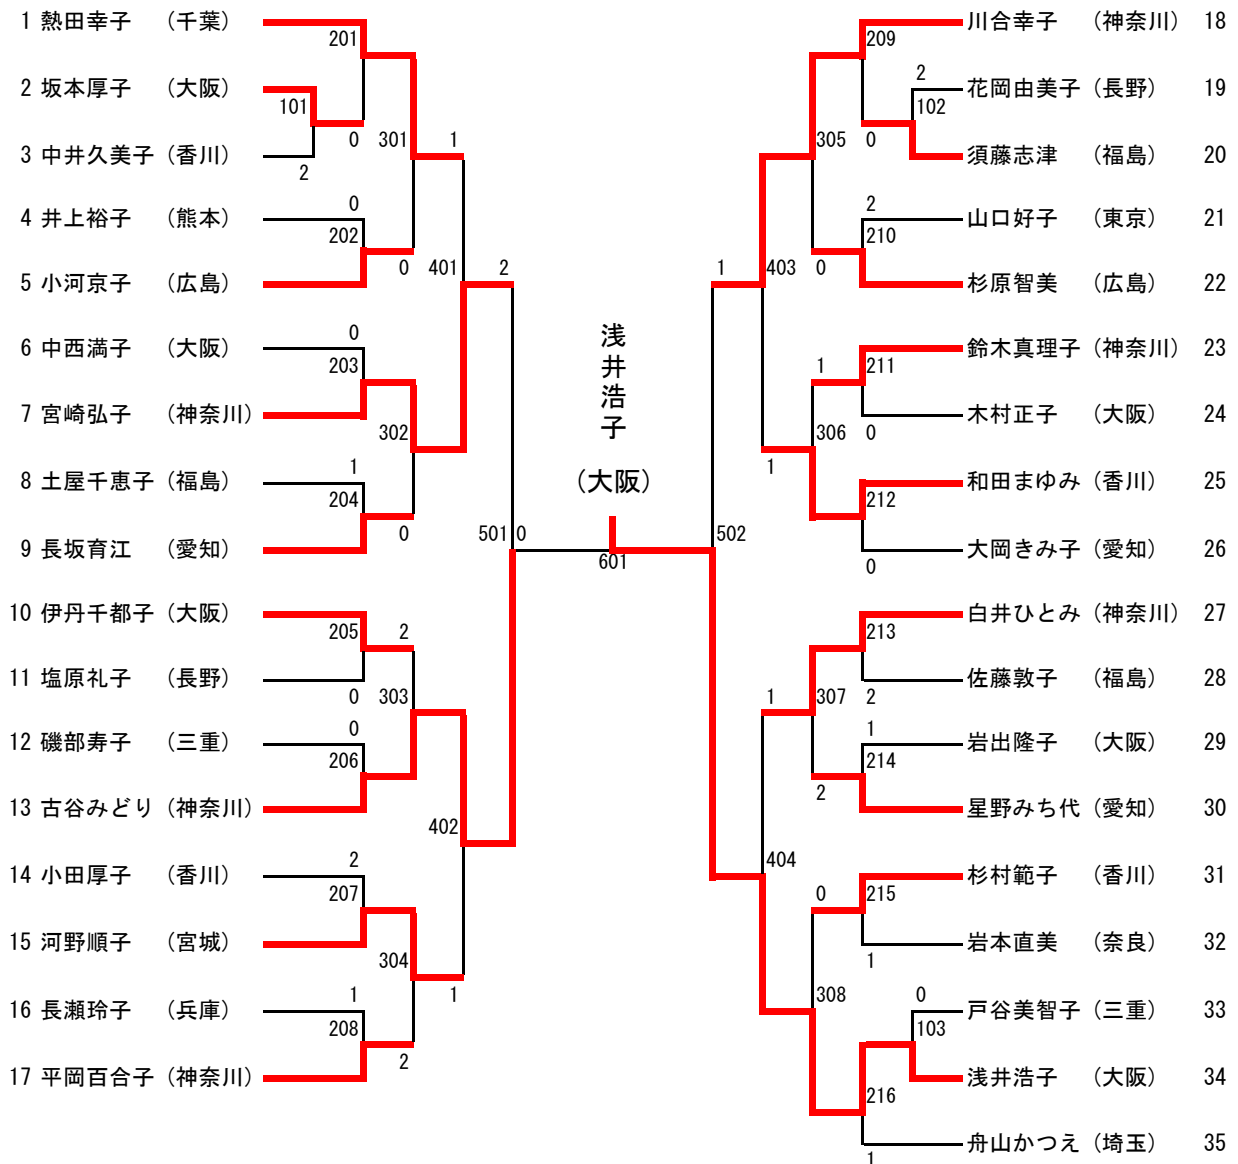 1 熱田幸子 （千葉）
201
2 坂本厚子 （大阪）
101
0
301
1
3 中井久美子（香川）
2
4 井上裕子 （熊本）
0
202
0
401
2
5 小河京子 （広島）
6 中西満子 （大阪）
0
203
7 宮崎弘子 （神奈川）
302
8 土屋千恵子（福島）
1
204
0
9 長坂育江 （愛知）
501
0
10 伊丹千都子（大阪）
205
2
11 塩原礼子 （長野）
0
303
12 磯部寿子 （三重）
0
206
13 古谷みどり（神奈川）
402
14 小田厚子 （香川）
2
207
15 河野順子 （宮城）
304
1
16 長瀬玲子 （兵庫）
1
208
2
17 平岡百合子（神奈川）
浅井浩子
（大阪）
601
川合幸子 （神奈川） 18
209
2
花岡由美子（長野） 19
102
305
0
須藤志津 （福島） 20
2
山口好子 （東京） 21
210
1
403
0
杉原智美 （広島） 22
鈴木真理子（神奈川） 23
1
211
木村正子 （大阪） 24
0
306
1
和田まゆみ（香川） 25
212
502
大岡きみ子（愛知） 26
0
白井ひとみ（神奈川） 27
213
佐藤敦子 （福島） 28
2
1
307
1
岩出隆子 （大阪） 29
214
2
星野みち代（愛知） 30
404
杉村範子 （香川） 31
0
215
岩本直美 （奈良） 32
1
308
0
戸谷美智子（三重） 33
103
浅井浩子 （大阪） 34
216
舟山かつえ（埼玉） 35
1